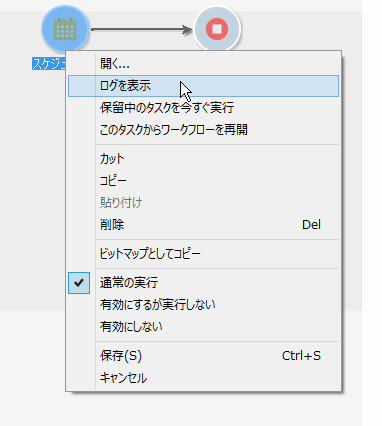 スケジ
開く...
ログを表示
保留中のタスクを今すぐ実行
このタスクからワークフローを再開
カット
コピー
貼り付け
削除 Del
ビットマップとしてコピー
通常の実行
有効にするが実行しない
有効にしない
保存(S) Ctrl+S
キャンセル